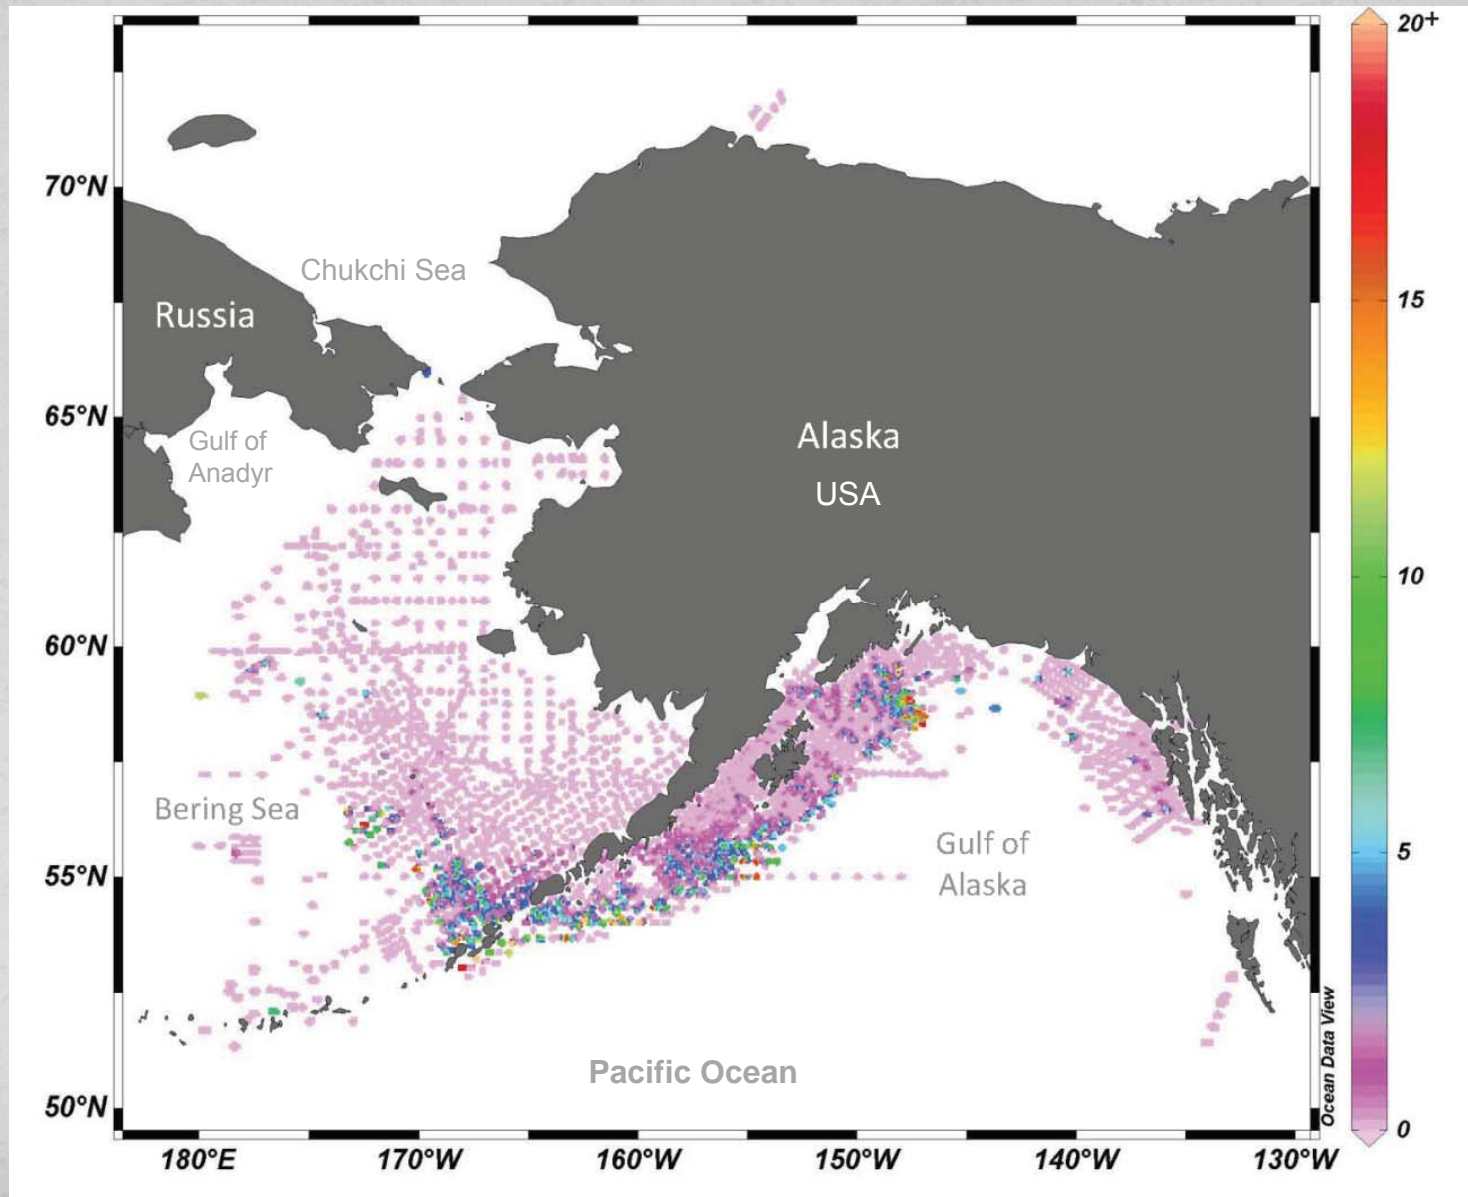 20+
70°N
Chukchi Sea
Russia
15
65°N
Gulf of
Anadyr
Alaska
USA
10
60°N
Bering Sea
Gulf of
Alaska
5
55°N
Pacific Ocean
Ocean Data View
50°N
0
180°E
170°W
160°W
150°W
140°W
130°W